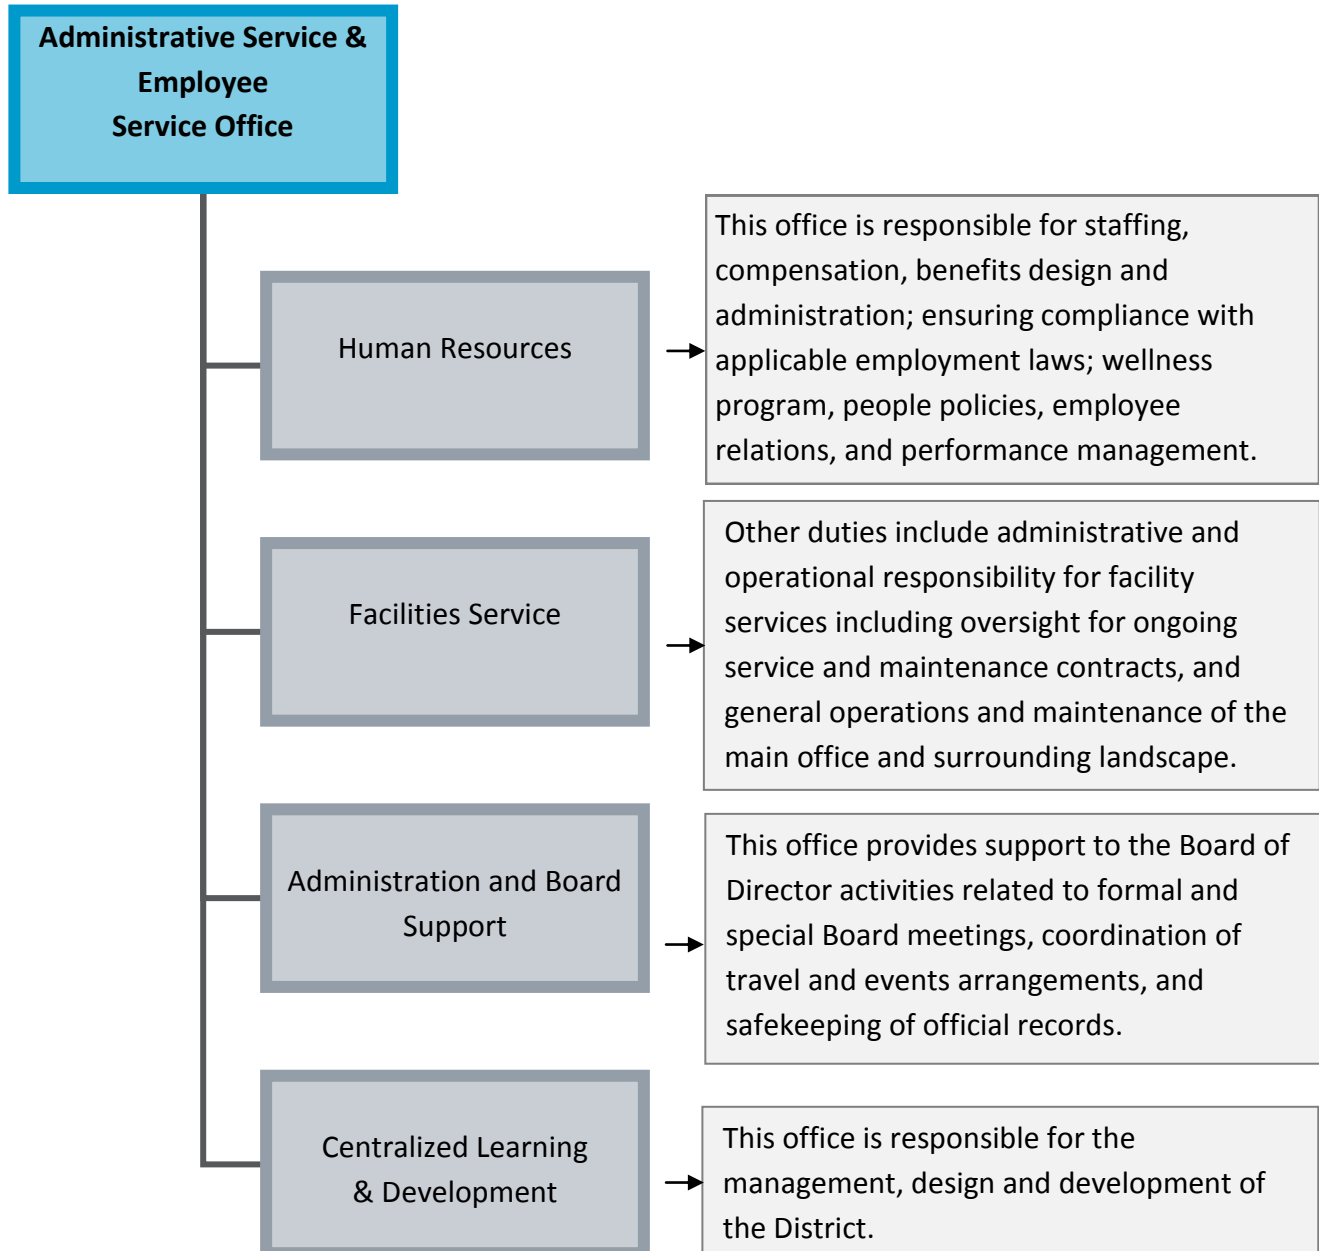 Administrative Service &
Employee
Service Office
Human Resources
This office is responsible for staffing,
compensation, benefits design and
administration; ensuring compliance with
applicable employment laws; wellness
program, people policies, employee
relations, and performance management.
Facilities Service
Other duties include administrative and
operational responsibility for facility
services including oversight for ongoing
service and maintenance contracts, and
general operations and maintenance of the
main office and surrounding landscape.
Administration and Board
Support
This office provides support to the Board of
Director activities related to formal and
special Board meetings, coordination of
travel and events arrangements, and
safekeeping of official records.
Centralized Learning
& Development
This office is responsible for the
management, design and development of
the District.